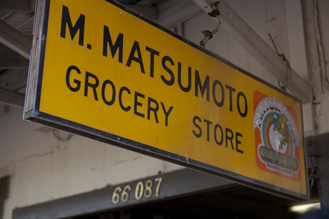 M. MATSUMOTO
GROCERY STORE
66 087